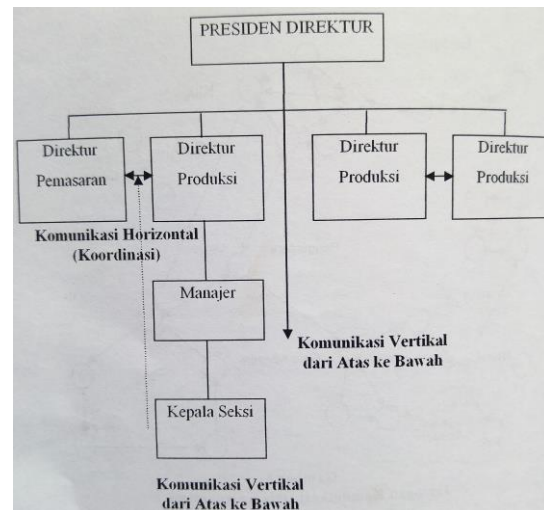 PRESIDEN DIREKTUR
Direktur
Pemasaran
Direktur
Produksi
Direktur
Produksi
Direktur
Produksi
Komunikasi Horizontal
(Koordinasi)
Manajer
Komunikasi Vertikal
dari Atas ke Bawah
Kepala Seksi
Komunikasi Vertikal
dari Atas ke Bawah